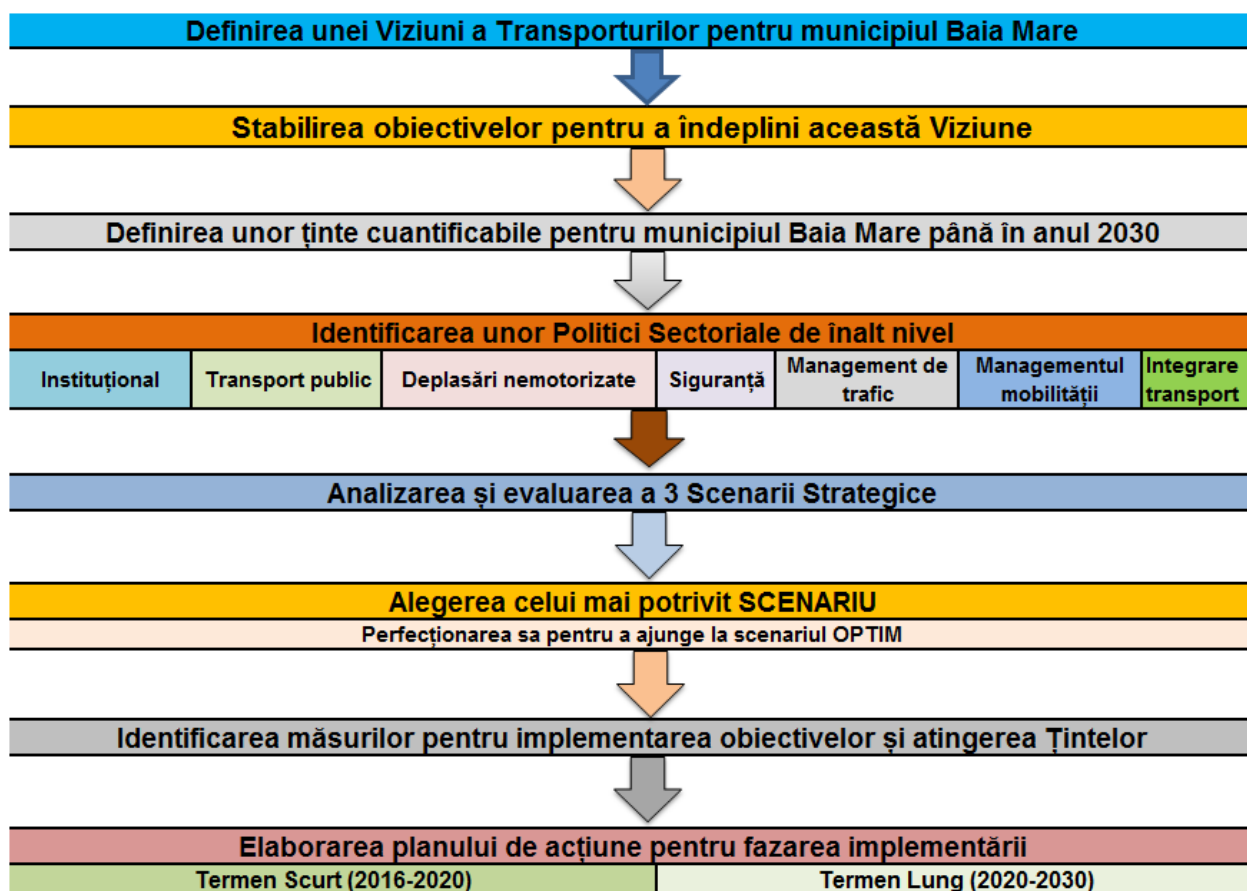 Definirea unei Viziuni a Transporturilor pentru municipiul Baia Mare
Stabilirea obiectivelor pentru a îndeplini această Viziune
Definirea unor ținte cuantificabile pentru municipiul Baia Mare până în anul 2030
Identificarea unor Politici Sectoriale de înalt nivel
Instituțional
Transport public
Deplasări nemotorizate
Siguranță
Management de
trafic
Managementul
mobilității
Integrare
transport
Analizarea și evaluarea a 3 Scenarii Strategice
Alegerea celui mai potrivit SCENARIU
Perfecționarea sa pentru a ajunge la scenariul OPTIM
Identificarea măsurilor pentru implementarea obiectivelor și atingerea Țintelor
Elaborarea planului de acțiune pentru fazarea implementării
Termen Scurt (2016-2020)
Termen Lung (2020-2030)